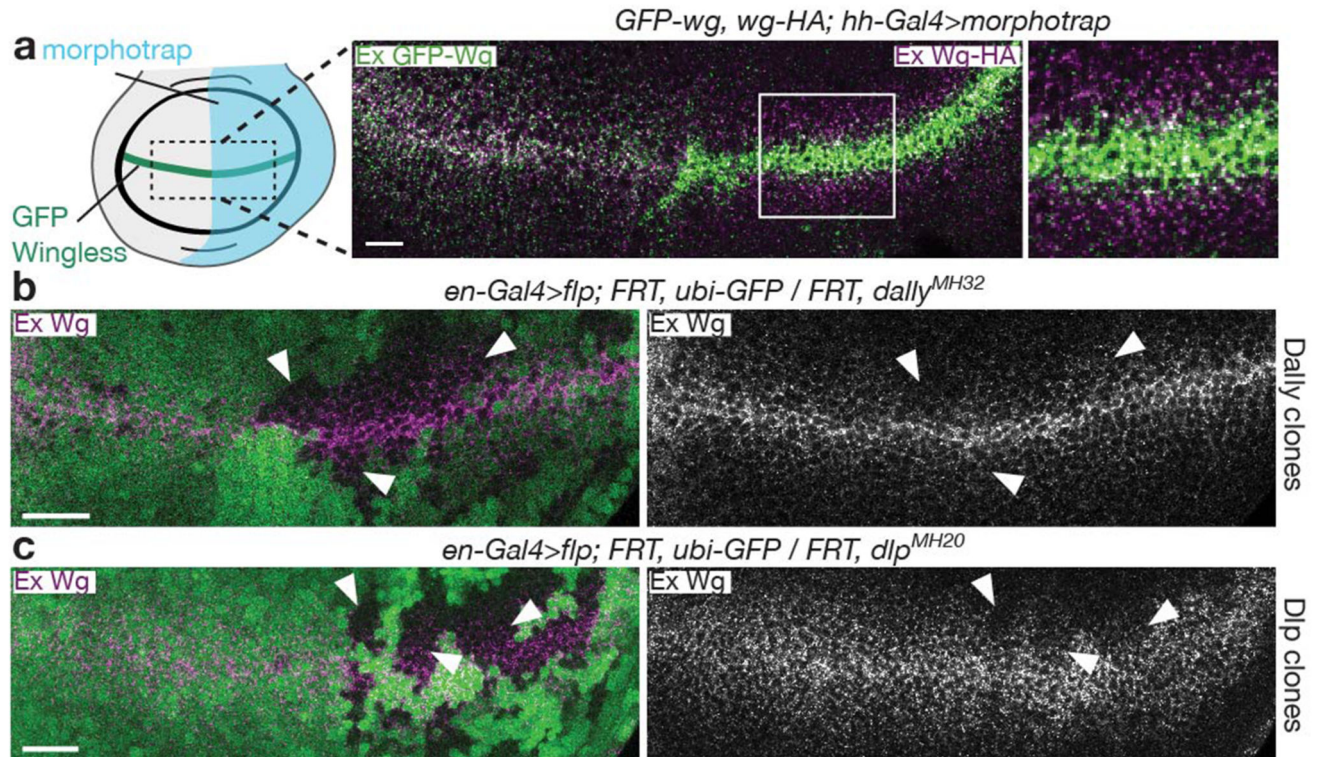 a
morphotrap
GFP
Wingless
GFP-wg, wg-HA; hh-Gal4>morphotrap
Ex GFP-Wg
Ex Wg-HA
b
en-Gal4>flp; FRT, ubi-GFP / FRT, dally^MH32
Ex Wg
Ex Wg
Dally clones
c
en-Gal4>flp; FRT, ubi-GFP / FRT, dlp^MH20
Ex Wg
Ex Wg
Dlp clones